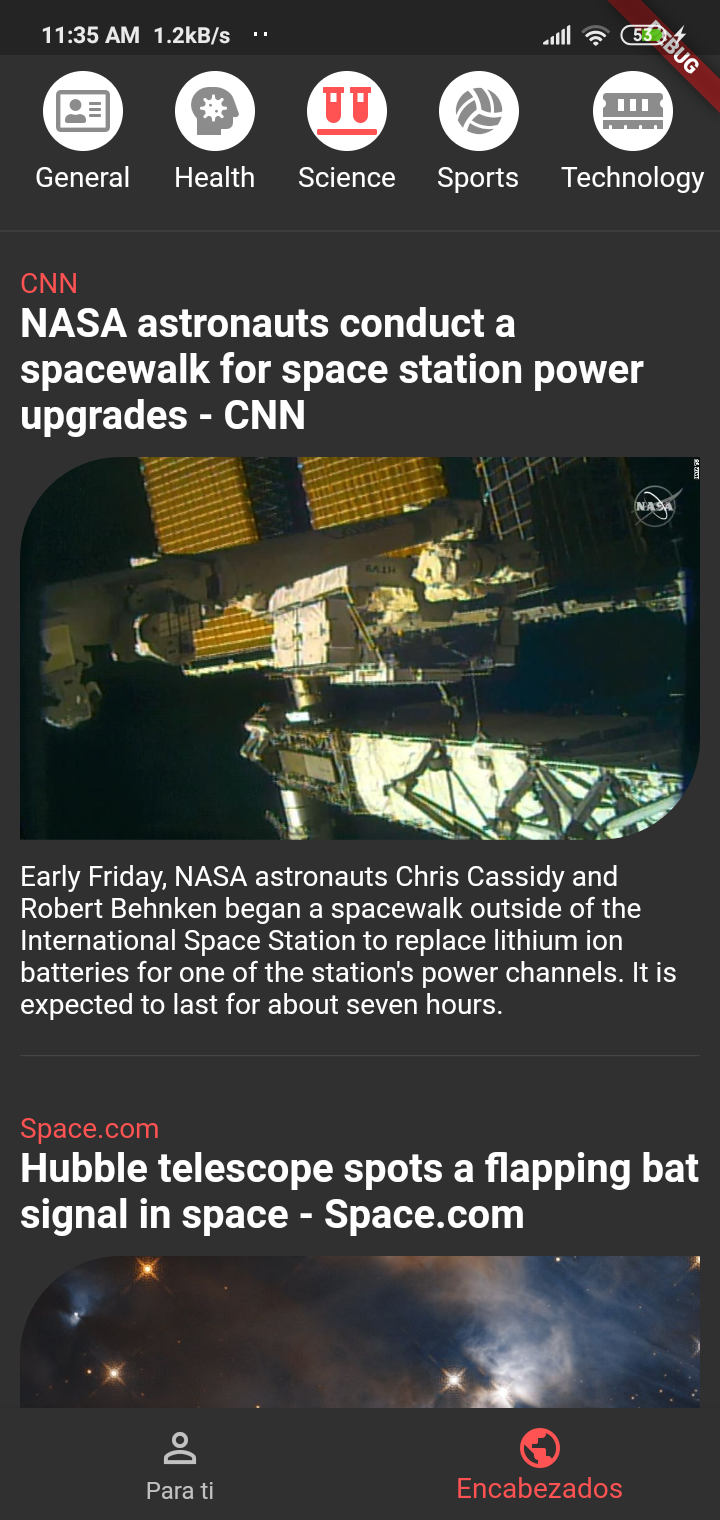 11:35 AM 1.2kB/s ··
53
DEBUG
General Health Science Sports Technology
CNN
NASA astronauts conduct a
spacewalk for space station power
upgrades - CNN
NASA
Early Friday, NASA astronauts Chris Cassidy and
Robert Behnken began a spacewalk outside of the
International Space Station to replace lithium ion
batteries for one of the station's power channels. It is
expected to last for about seven hours.
Space.com
Hubble telescope spots a flapping bat
signal in space - Space.com
Para ti Encabezados